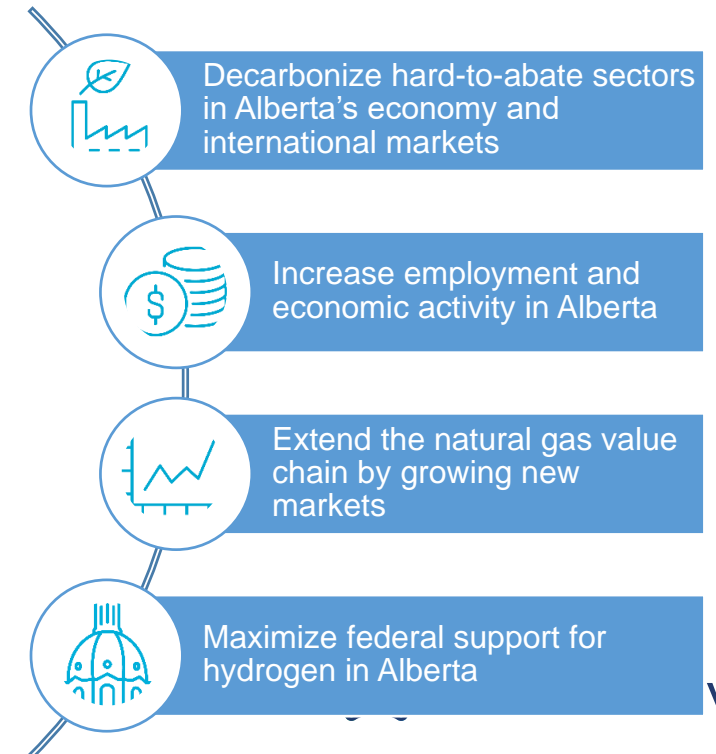 Decarbonize hard-to-abate sectors
in Alberta’s economy and
international markets
$
Increase employment and
economic activity in Alberta
Extend the natural gas value
chain by growing new
markets
Maximize federal support for
hydrogen in Alberta